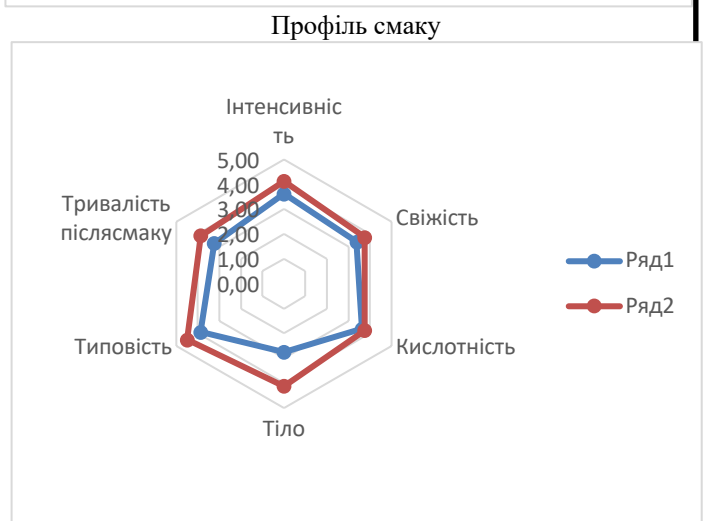 Профіль смаку
Інтенсивніс
ть
5,00
4,00
3,00
2,00
1,00
0,00
Тривалість
післясмаку
Свіжість
Ряд1
Ряд2
Типовість
Кислотність
Тіло